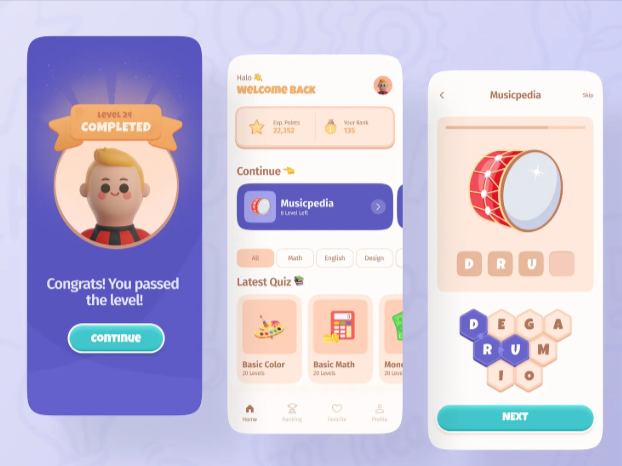 Level 34
COMPLETED
Congrats! You passed
the level!
CONTINUE
Halo
WELCOME BACK
Exp. Points
22,352
Your Rank
135
Continue
Musicpedia
8 Level Left
All
Math
English
Design
Latest Quiz
Basic Color
20 Levels
Basic Math
20 Levels
Mone
20 Leve
Home
Ranking
Favorite
Profile
Musicpedia
Skip
D R U
D E G A
R U M
I O
NEXT